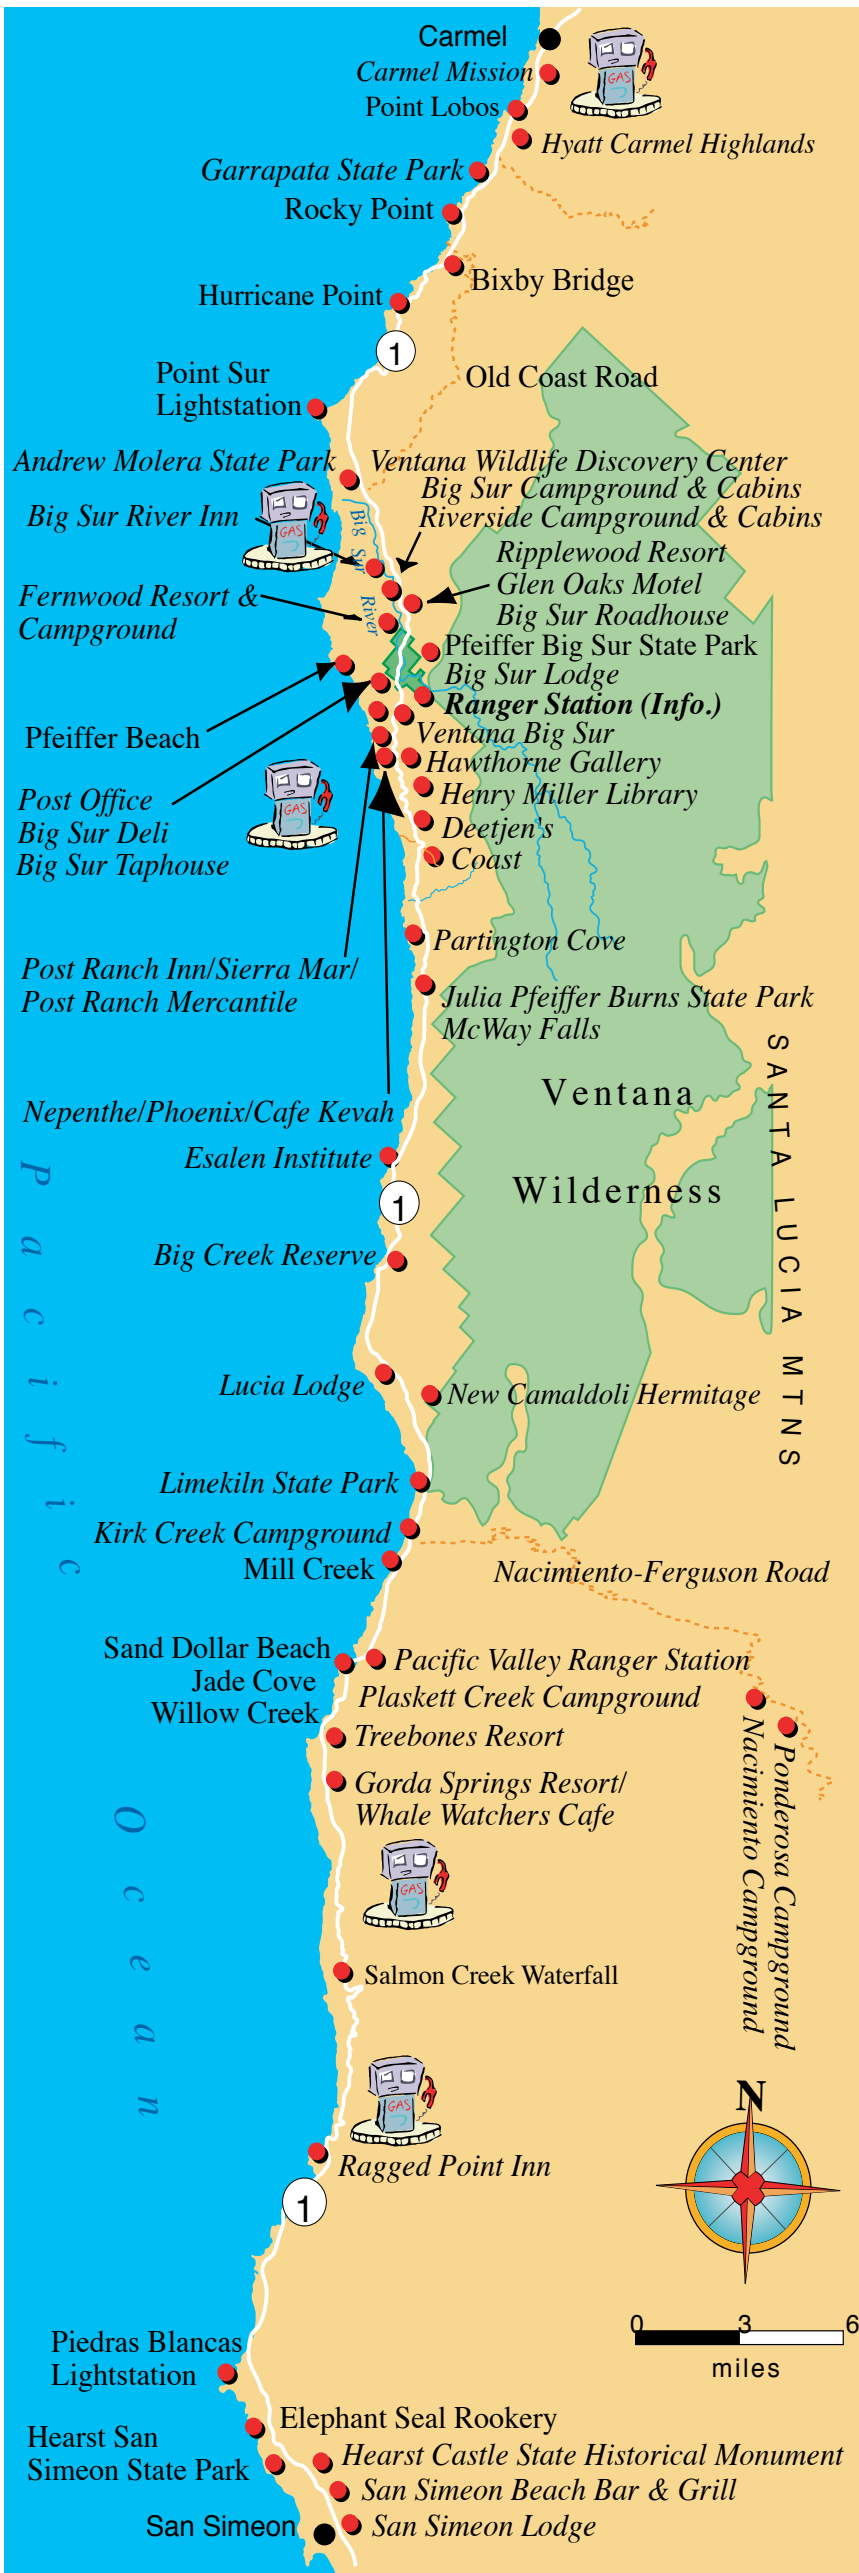 Carmel
Carmel Mission
GAS
Point Lobos
Hyatt Carmel Highlands
Garrapata State Park
Rocky Point
Bixby Bridge
Hurricane Point
1
Old Coast Road
Point Sur
Lightstation
Andrew Molera State Park
Ventana Wildlife Discovery Center
Big Sur Campground & Cabins
Riverside Campground & Cabins
Big Sur River Inn
GAS
Big Sur River
Ripplewood Resort
Glen Oaks Motel
Big Sur Roadhouse
Fernwood Resort &
Campground
Pfeiffer Big Sur State Park
Big Sur Lodge
Ranger Station (Info.)
Pfeiffer Beach
Ventana Big Sur
Hawthorne Gallery
Henry Miller Library
Post Office
Big Sur Deli
Big Sur Taphouse
GAS
Deetjen's
Coast
Partington Cove
Post Ranch Inn/Sierra Mar/
Post Ranch Mercantile
Julia Pfeiffer Burns State Park
McWay Falls
Ventana
Wilderness
SANTA LUCIA MTNS
Nepenthe/Phoenix/Cafe Kevah
Esalen Institute
1
Big Creek Reserve
Pacific
Lucia Lodge
New Camaldoli Hermitage
Limekiln State Park
Kirk Creek Campground
Mill Creek
Nacimiento-Ferguson Road
Sand Dollar Beach
Jade Cove
Willow Creek
Pacific Valley Ranger Station
Plaskett Creek Campground
Treebones Resort
Gorda Springs Resort/
Whale Watchers Cafe
Nacimiento Campground
Ponderosa Campground
Ocean
GAS
Salmon Creek Waterfall
GAS
Ragged Point Inn
1
N
0 3 6
miles
Piedras Blancas
Lightstation
Elephant Seal Rookery
Hearst San
Simeon State Park
Hearst Castle State Historical Monument
San Simeon Beach Bar & Grill
San Simeon
San Simeon Lodge